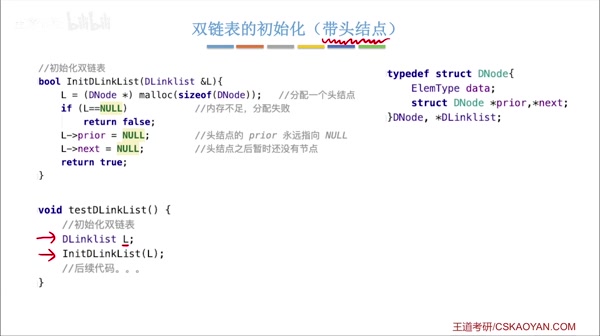 双链表的初始化（带头结点）
//初始化双链表
bool InitDLinkList(DLinklist &L){
L = (DNode *) malloc(sizeof(DNode)); //分配一个头结点
if (L==NULL) //内存不足，分配失败
return false;
L->prior = NULL; //头结点的 prior 永远指向 NULL
L->next = NULL; //头结点之后暂时还没有节点
return true;
}
typedef struct DNode{
ElemType data;
struct DNode *prior,*next;
}DNode, *DLinklist;
void testDLinkList() {
//初始化双链表
DLinklist L;
InitDLinkList(L);
//后续代码。。。
}
王道考研/CSKAOYAN.COM